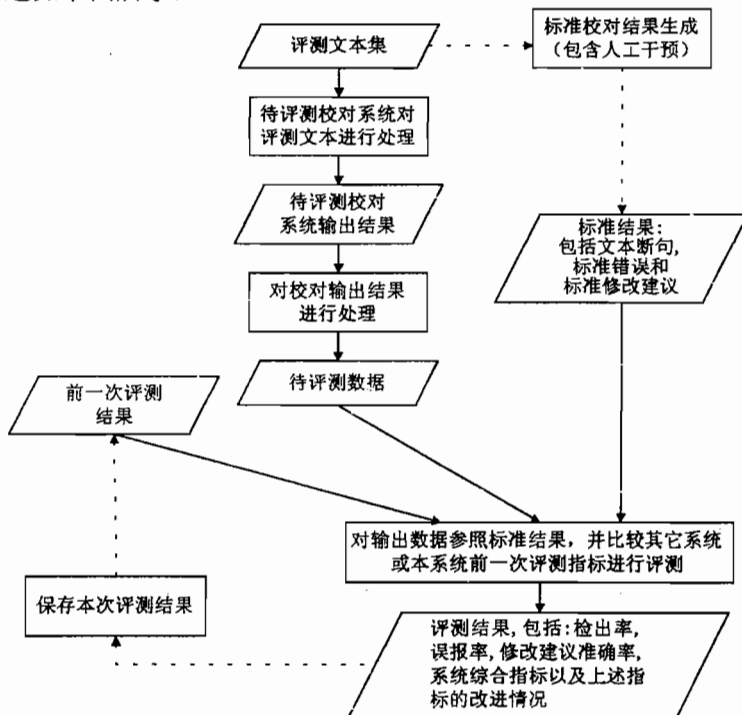 评测文本集
标准校对结果生成
（包含人工干预）
待评测校对系统对
评测文本进行处理
待评测校对
系统输出结果
标准结果:
包括文本断句,
标准错误和
标准修改建议
对校对输出结果
进行处理
待评测数据
前一次评测
结果
对输出数据参照标准结果，并比较其它系统
或本系统前一次评测指标进行评测
保存本次评测结果
评测结果, 包括: 检出率,
误报率, 修改建议准确率,
系统综合指标以及上述指
标的改进情况